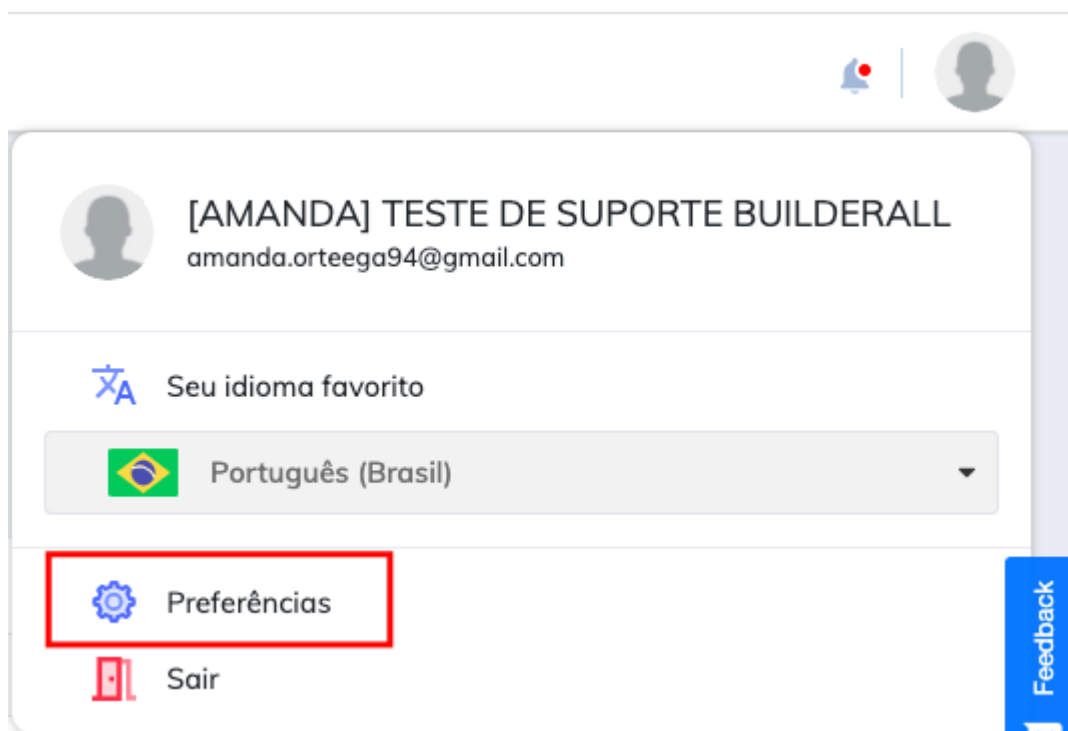 [AMANDA] TESTE DE SUPORTE BUILDERALL
amanda.orteega94@gmail.com
Seu idioma favorito
Português (Brasil)
Preferências
Sair
Feedback